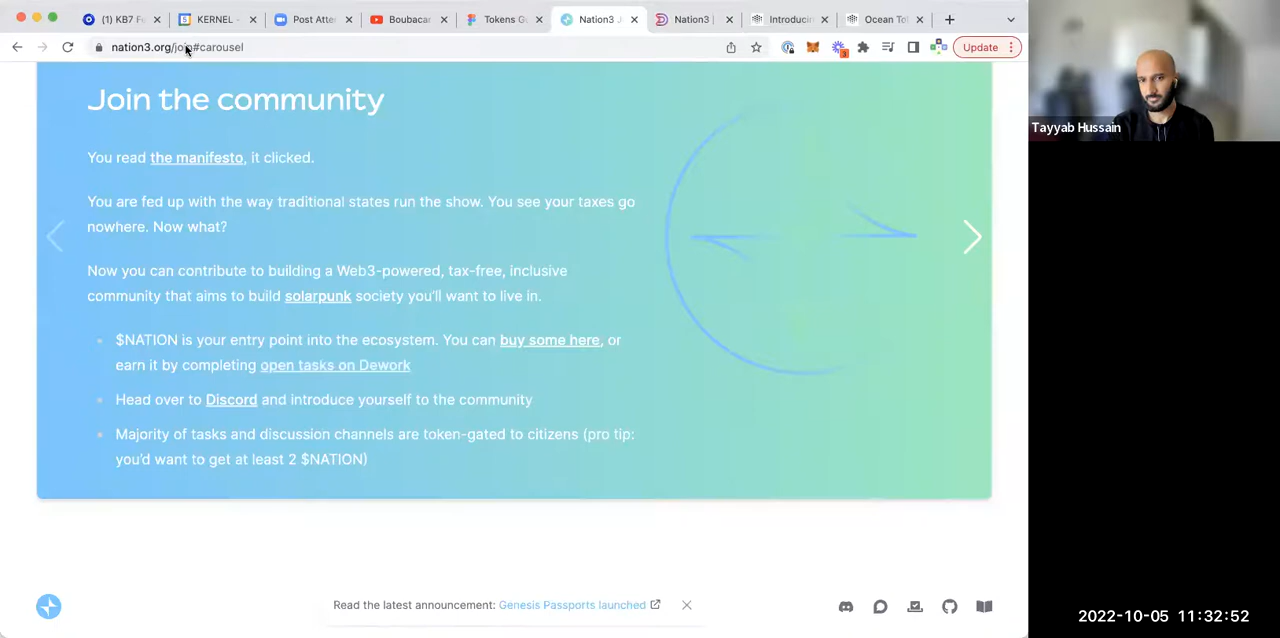 (1) KB7 Fe
KERNEL -
Post Atte
Boubacar
Tokens Gu
Nation3 J
Nation3 |
Introducin
Ocean To
nation3.org/join#carousel
Update
3
Join the community
You read the manifesto, it clicked.
You are fed up with the way traditional states run the show. You see your taxes go
nowhere. Now what?
Now you can contribute to building a Web3-powered, tax-free, inclusive
community that aims to build solarpunk society you'll want to live in.
$NATION is your entry point into the ecosystem. You can buy some here, or
earn it by completing open tasks on Dework
Head over to Discord and introduce yourself to the community
Majority of tasks and discussion channels are token-gated to citizens (pro tip:
you'd want to get at least 2 $NATION)
Read the latest announcement: Genesis Passports launched
Tayyab Hussain
2022-10-05 11:32:52